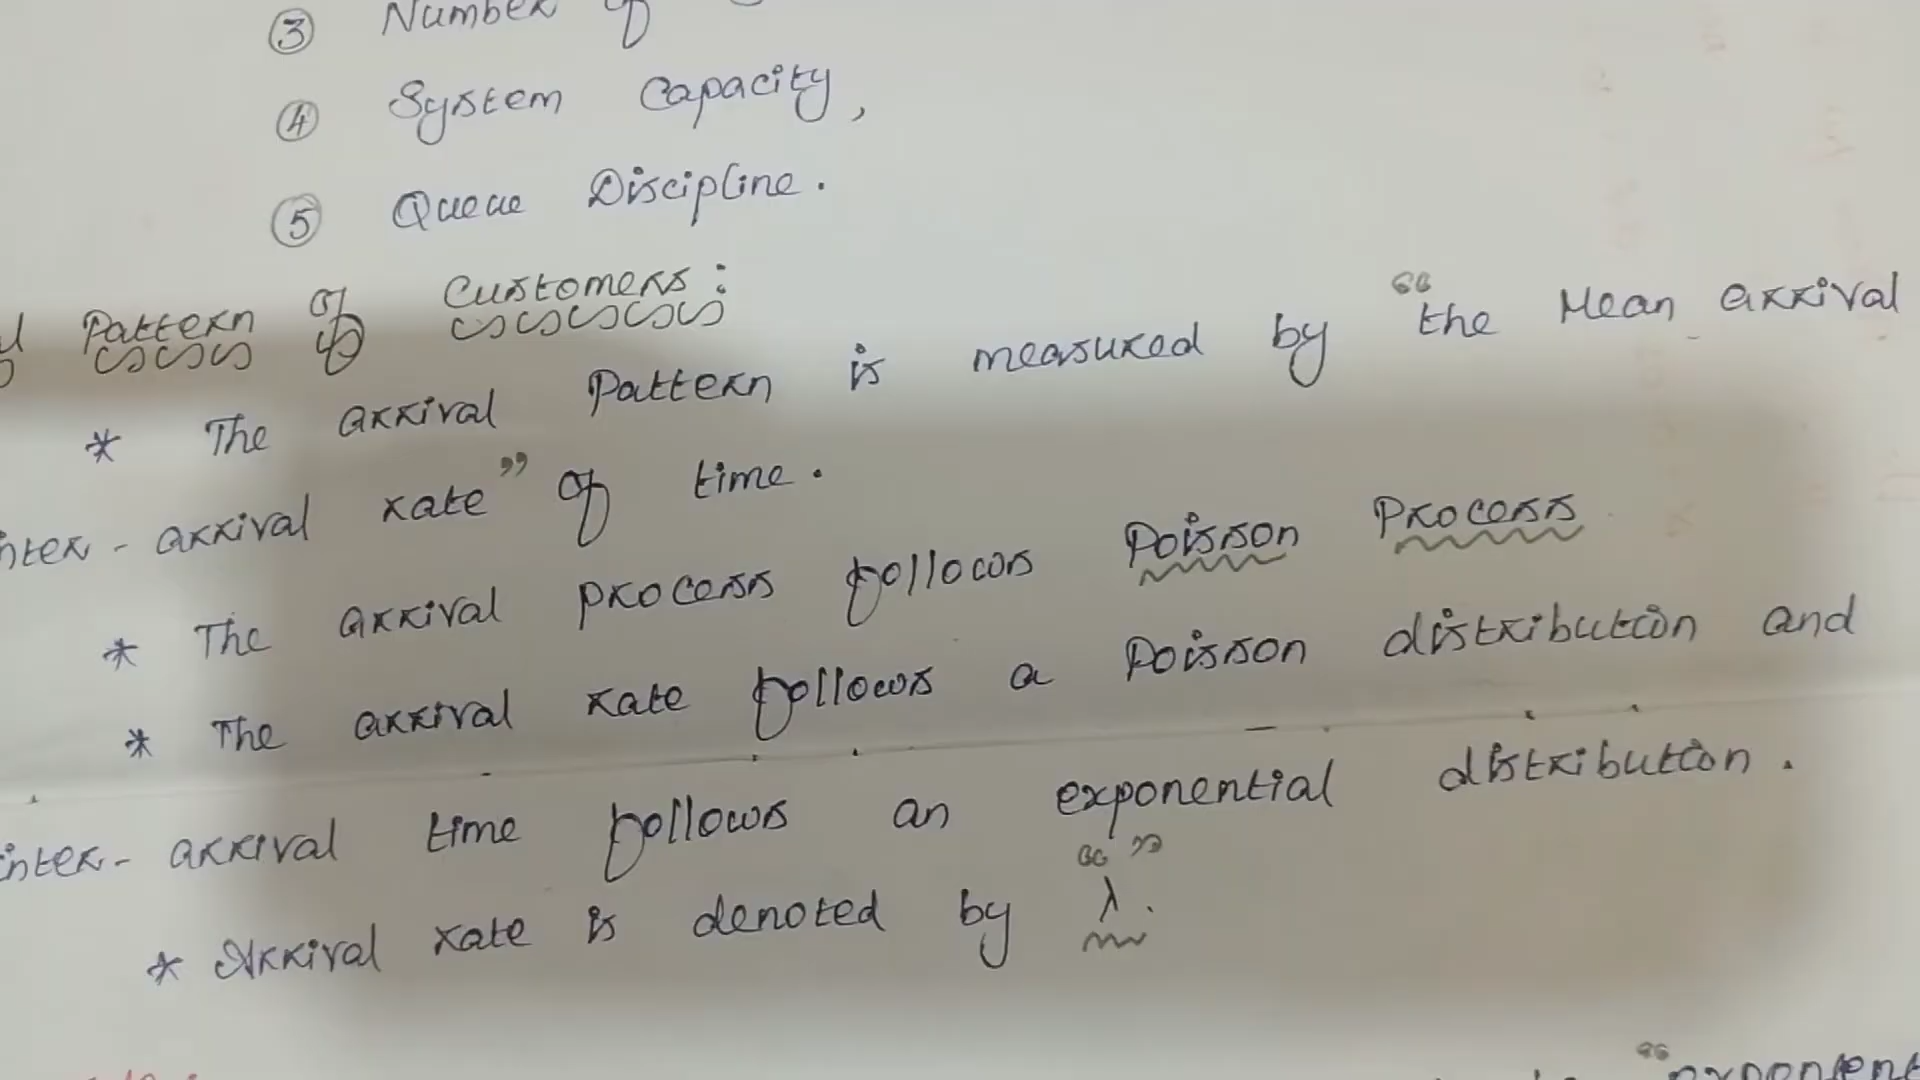 ③ Number of
④ System Capacity,
⑤ Queue Discipline.
Pattern of Customers:
* The arrival Pattern is measured by "the Mean arrival
inter-arrival rate" of time.
* The arrival process follows Poisson Process
* The arrival rate follows a Poisson distribution and
inter-arrival time follows an exponential distribution.
* Arrival rate is denoted by "λ".